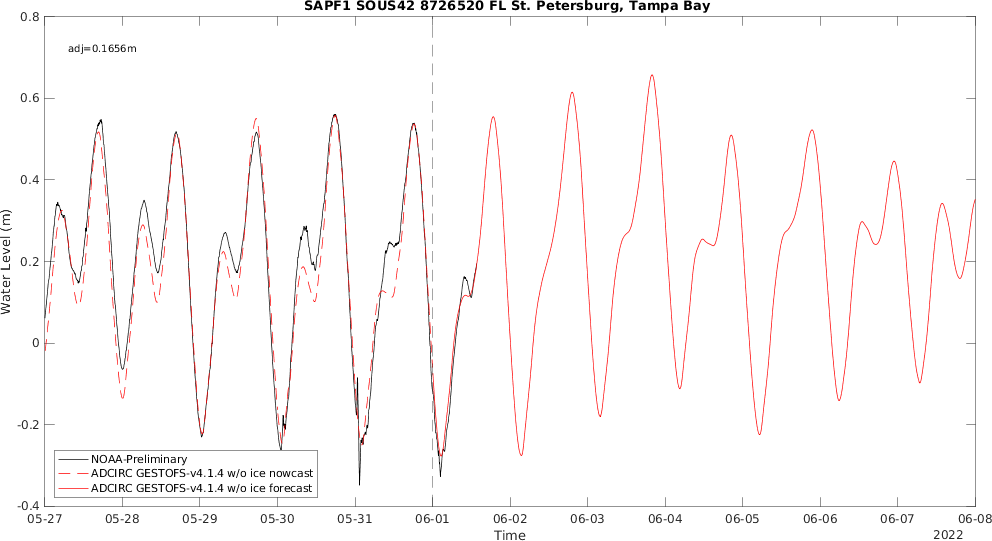 SAPF1 SOUS42 8726520 FL St. Petersburg, Tampa Bay
0.8
adj=0.1656m
0.6
0.4
0.2
0
-0.2
-0.4
Water Level (m)
NOAA-Preliminary
ADCIRC GESTOFS-v4.1.4 w/o ice nowcast
ADCIRC GESTOFS-v4.1.4 w/o ice forecast
05-27 05-28 05-29 05-30 05-31 06-01 06-02 06-03 06-04 06-05 06-06 06-07 06-08
Time
2022